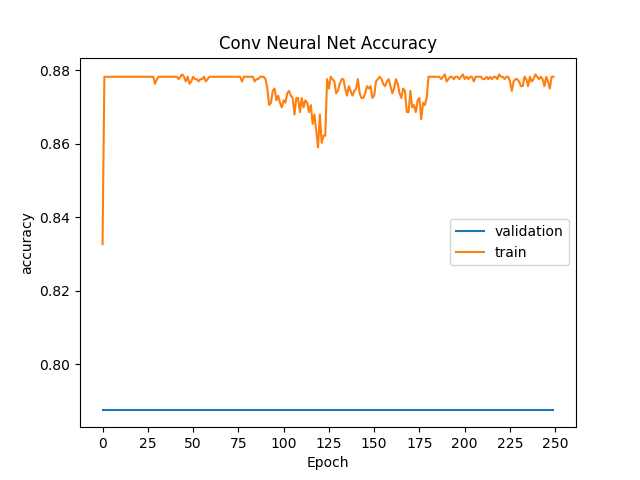 Conv Neural Net Accuracy
0.88
0.86
0.84
0.82
0.80
accuracy
validation
train
0 25 50 75 100 125 150 175 200 225 250
Epoch